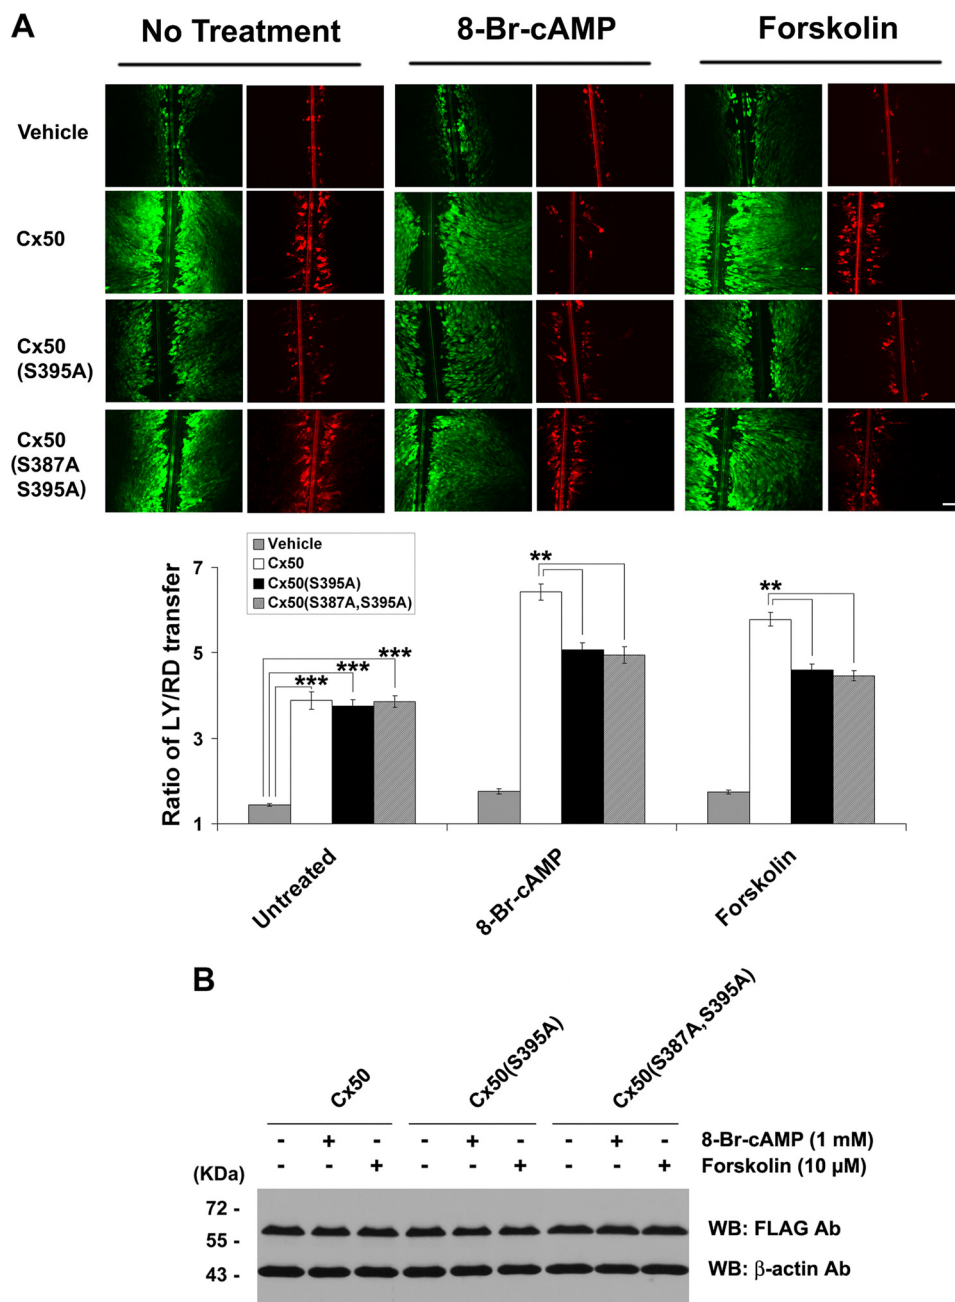 A
No Treatment
8-Br-cAMP
Forskolin
Vehicle
Cx50
Cx50
(S395A)
Cx50
(S387A
S395A)
Vehicle
Cx50
Cx50(S395A)
Cx50(S387A,S395A)
Ratio of LY/RD transfer
7
5
3
1
***
***
***
**
**
Untreated
8-Br-cAMP
Forskolin
B
Cx50
Cx50(S395A)
Cx50(S387A,S395A)
- + - - + - - + - 8-Br-cAMP (1 mM)
- - + - - + - - + Forskolin (10 μM)
(KDa)
72 -
55 -
43 -
WB: FLAG Ab
WB: β-actin Ab